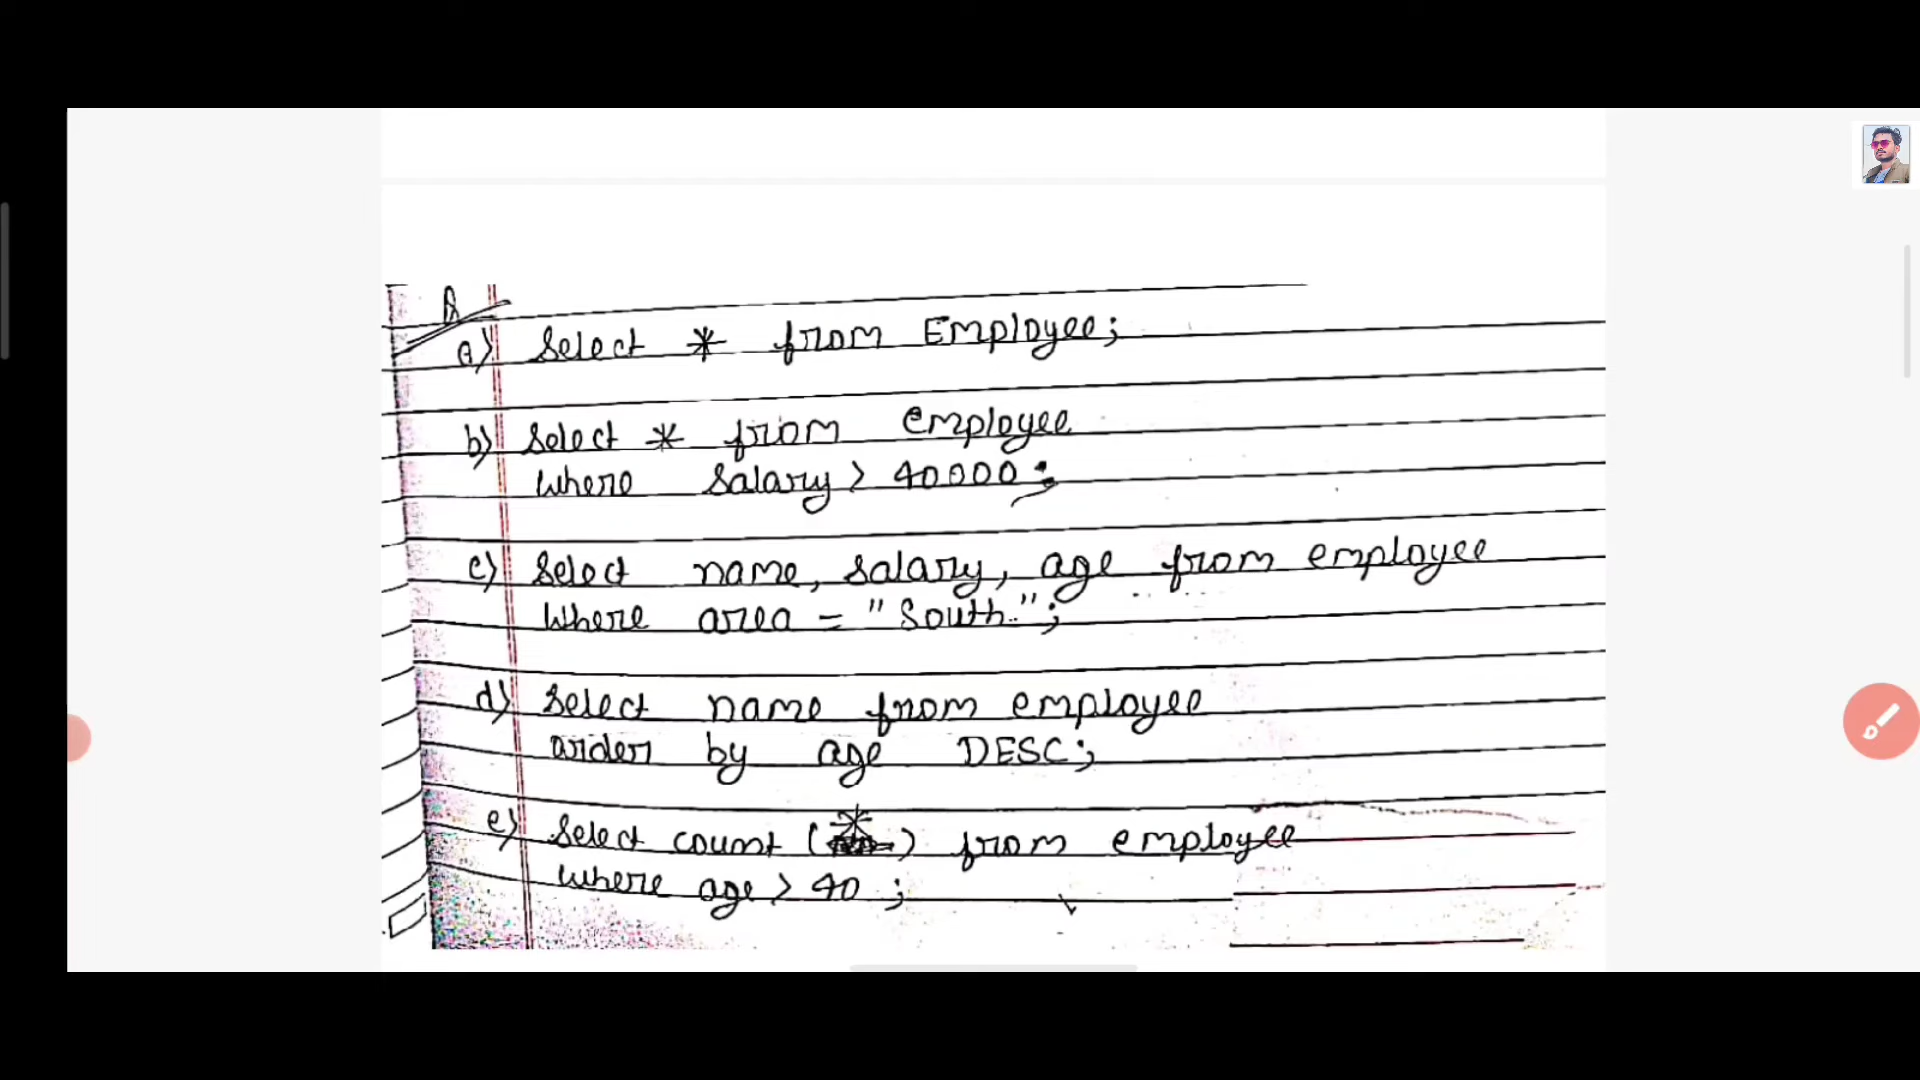 A
a) Select * from Employee;
b) Select * from employee
where salary > 40000;
c) Select name, salary, age from employee
where area = "South";
d) Select name from employee
order by age DESC;
e) Select count (*) from employee
where age > 40 ;